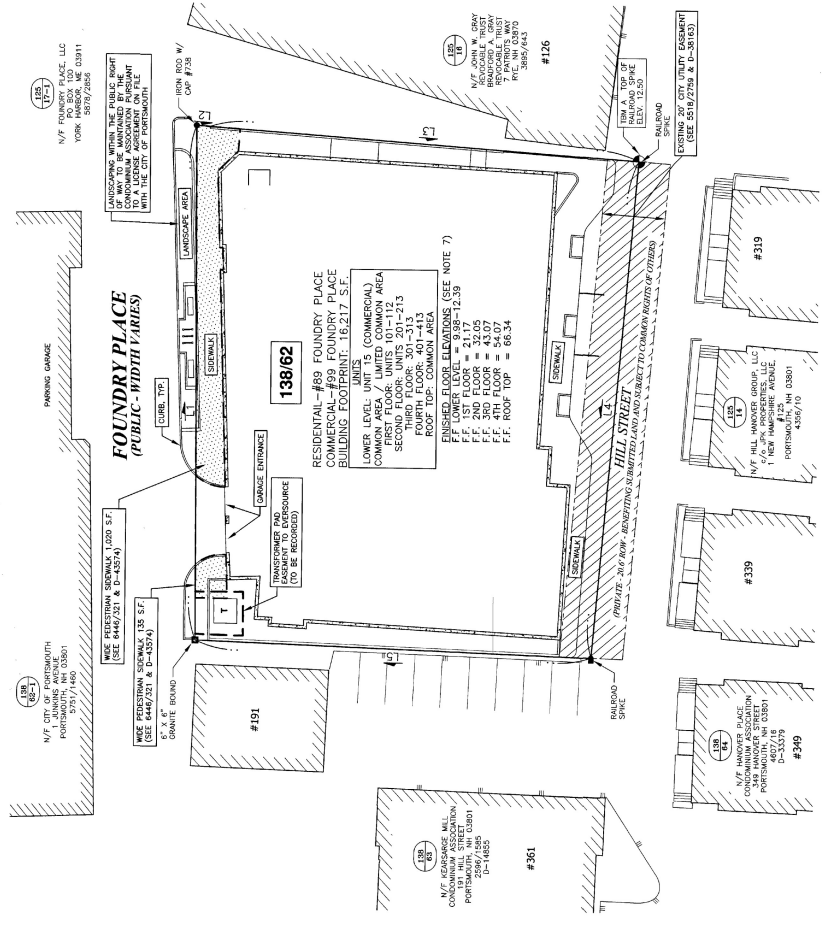 125
17-1
N/F FOUNDRY PLACE, LLC
PO BOX 100
YORK HARBOR, ME 03911
5878/2856
LANDSCAPING WITHIN THE PUBLIC RIGHT
OF WAY TO BE MAINTAINED BY THE
CONDOMINIUM ASSOCIATION PURSUANT
TO A LICENSE AGREEMENT ON FILE
WITH THE CITY OF PORTSMOUTH
IRON ROD W/
CAP #738
L2
125
16
N/F JOHN W. GRAY
REVOCABLE TRUST
BRADFORD A. GRAY
REVOCABLE TRUST
7 PATRIOTS WAY
RYE, NH 03870
3895/643
#126
TBM A TOP OF
RAILROAD SPIKE
ELEV. 12.50
RAILROAD
SPIKE
EXISTING 20' CITY UTILITY EASEMENT
(SEE 5518/2759 & D-38163)
L3
PARKING GARAGE
FOUNDRY PLACE
(PUBLIC - WIDTH VARIES)
CURB, TYP.
LANDSCAPE AREA
SIDEWALK
138/62
RESIDENTAIL-#89 FOUNDRY PLACE
COMMERCIAL-#99 FOUNDRY PLACE
BUILDING FOOTPRINT: 16,217 S.F.
UNITS
LOWER LEVEL: UNIT 15 (COMMERCIAL)
COMMON AREA / LIMITED COMMON AREA
FIRST FLOOR: UNITS 101-112
SECOND FLOOR: UNITS 201-213
THIRD FLOOR: 301-313
FOURTH FLOOR: 401-413
ROOF TOP: COMMON AREA
FINISHED FLOOR ELEVATIONS (SEE NOTE 7)
F.F LOWER LEVEL = 9.98-12.39
F.F. 1ST FLOOR = 21.17
F.F. 2ND FLOOR = 32.05
F.F. 3RD FLOOR = 43.07
F.F. 4TH FLOOR = 54.07
F.F. ROOF TOP = 66.34
SIDEWALK
L4
HILL STREET
(PRIVATE - 20.6' ROW - BENEFITING SUBMITTED LAND AND SUBJECT TO COMMON RIGHTS OF OTHERS)
SIDEWALK
#319
125
14
N/F HILL HANOVER GROUP, LLC
c/o JPK PROPERTIES, LLC
1 NEW HAMPSHIRE AVENUE,
#125
PORTSMOUTH, NH 03801
4356/10
#339
WIDE PEDESTRIAN SIDEWALK 1,020 S.F.
(SEE 6446/321 & D-43574)
GARAGE ENTRANCE
TRANSFORMER PAD
EASEMENT TO EVERSOURCE
(TO BE RECORDED)
T
138
62-1
N/F CITY OF PORTSMOUTH
1 JUNKINS AVENUE
PORTSMOUTH, NH 03801
5751/1460
WIDE PEDESTRIAN SIDEWALK 135 S.F.
(SEE 6446/321 & D-43574)
6" X 6"
GRANITE BOUND
#191
L5
RAILROAD
SPIKE
138
64
N/F HANOVER PLACE
CONDOMINIUM ASSOCIATION
349 HANOVER STREET
PORTSMOUTH, NH 03801
4607/16
D-33379
#349
138
63
N/F KEARSARGE MILL
CONDOMINIUM ASSOCIATION
191 HILL STREET
PORTSMOUTH, NH 03801
2596/1585
D-14855
#361